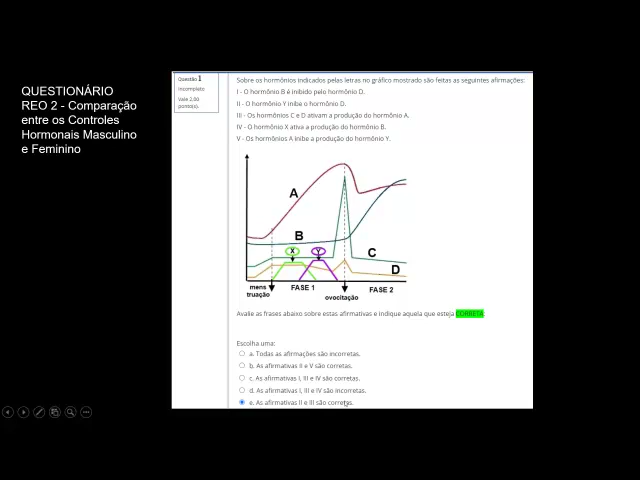 QUESTIONÁRIO
REO 2 - Comparação
entre os Controles
Hormonais Masculino
e Feminino
Questão 1
Incompleto
Vale 2,00
ponto(s).
Sobre os hormônios indicados pelas letras no gráfico mostrado são feitas as seguintes afirmações:
I - O hormônio B é inibido pelo hormônio D.
II - O hormônio Y inibe o hormônio D.
III - Os hormônios C e D ativam a produção do hormônio A.
IV - O hormônio X ativa a produção do hormônio B.
V - Os hormônios A inibe a produção do hormônio Y.
A
B
X
Y
C
D
mens
truação
FASE 1
ovocitação
FASE 2
Avalie as frases abaixo sobre estas afirmativas e indique aquela que esteja CORRETA.
Escolha uma:
a. Todas as afirmações são incorretas.
b. As afirmativas II e V são corretas.
c. As afirmativas I, III e IV são corretas.
d. As afirmativas I, III e IV são incorretas.
e. As afirmativas II e III são corretas.